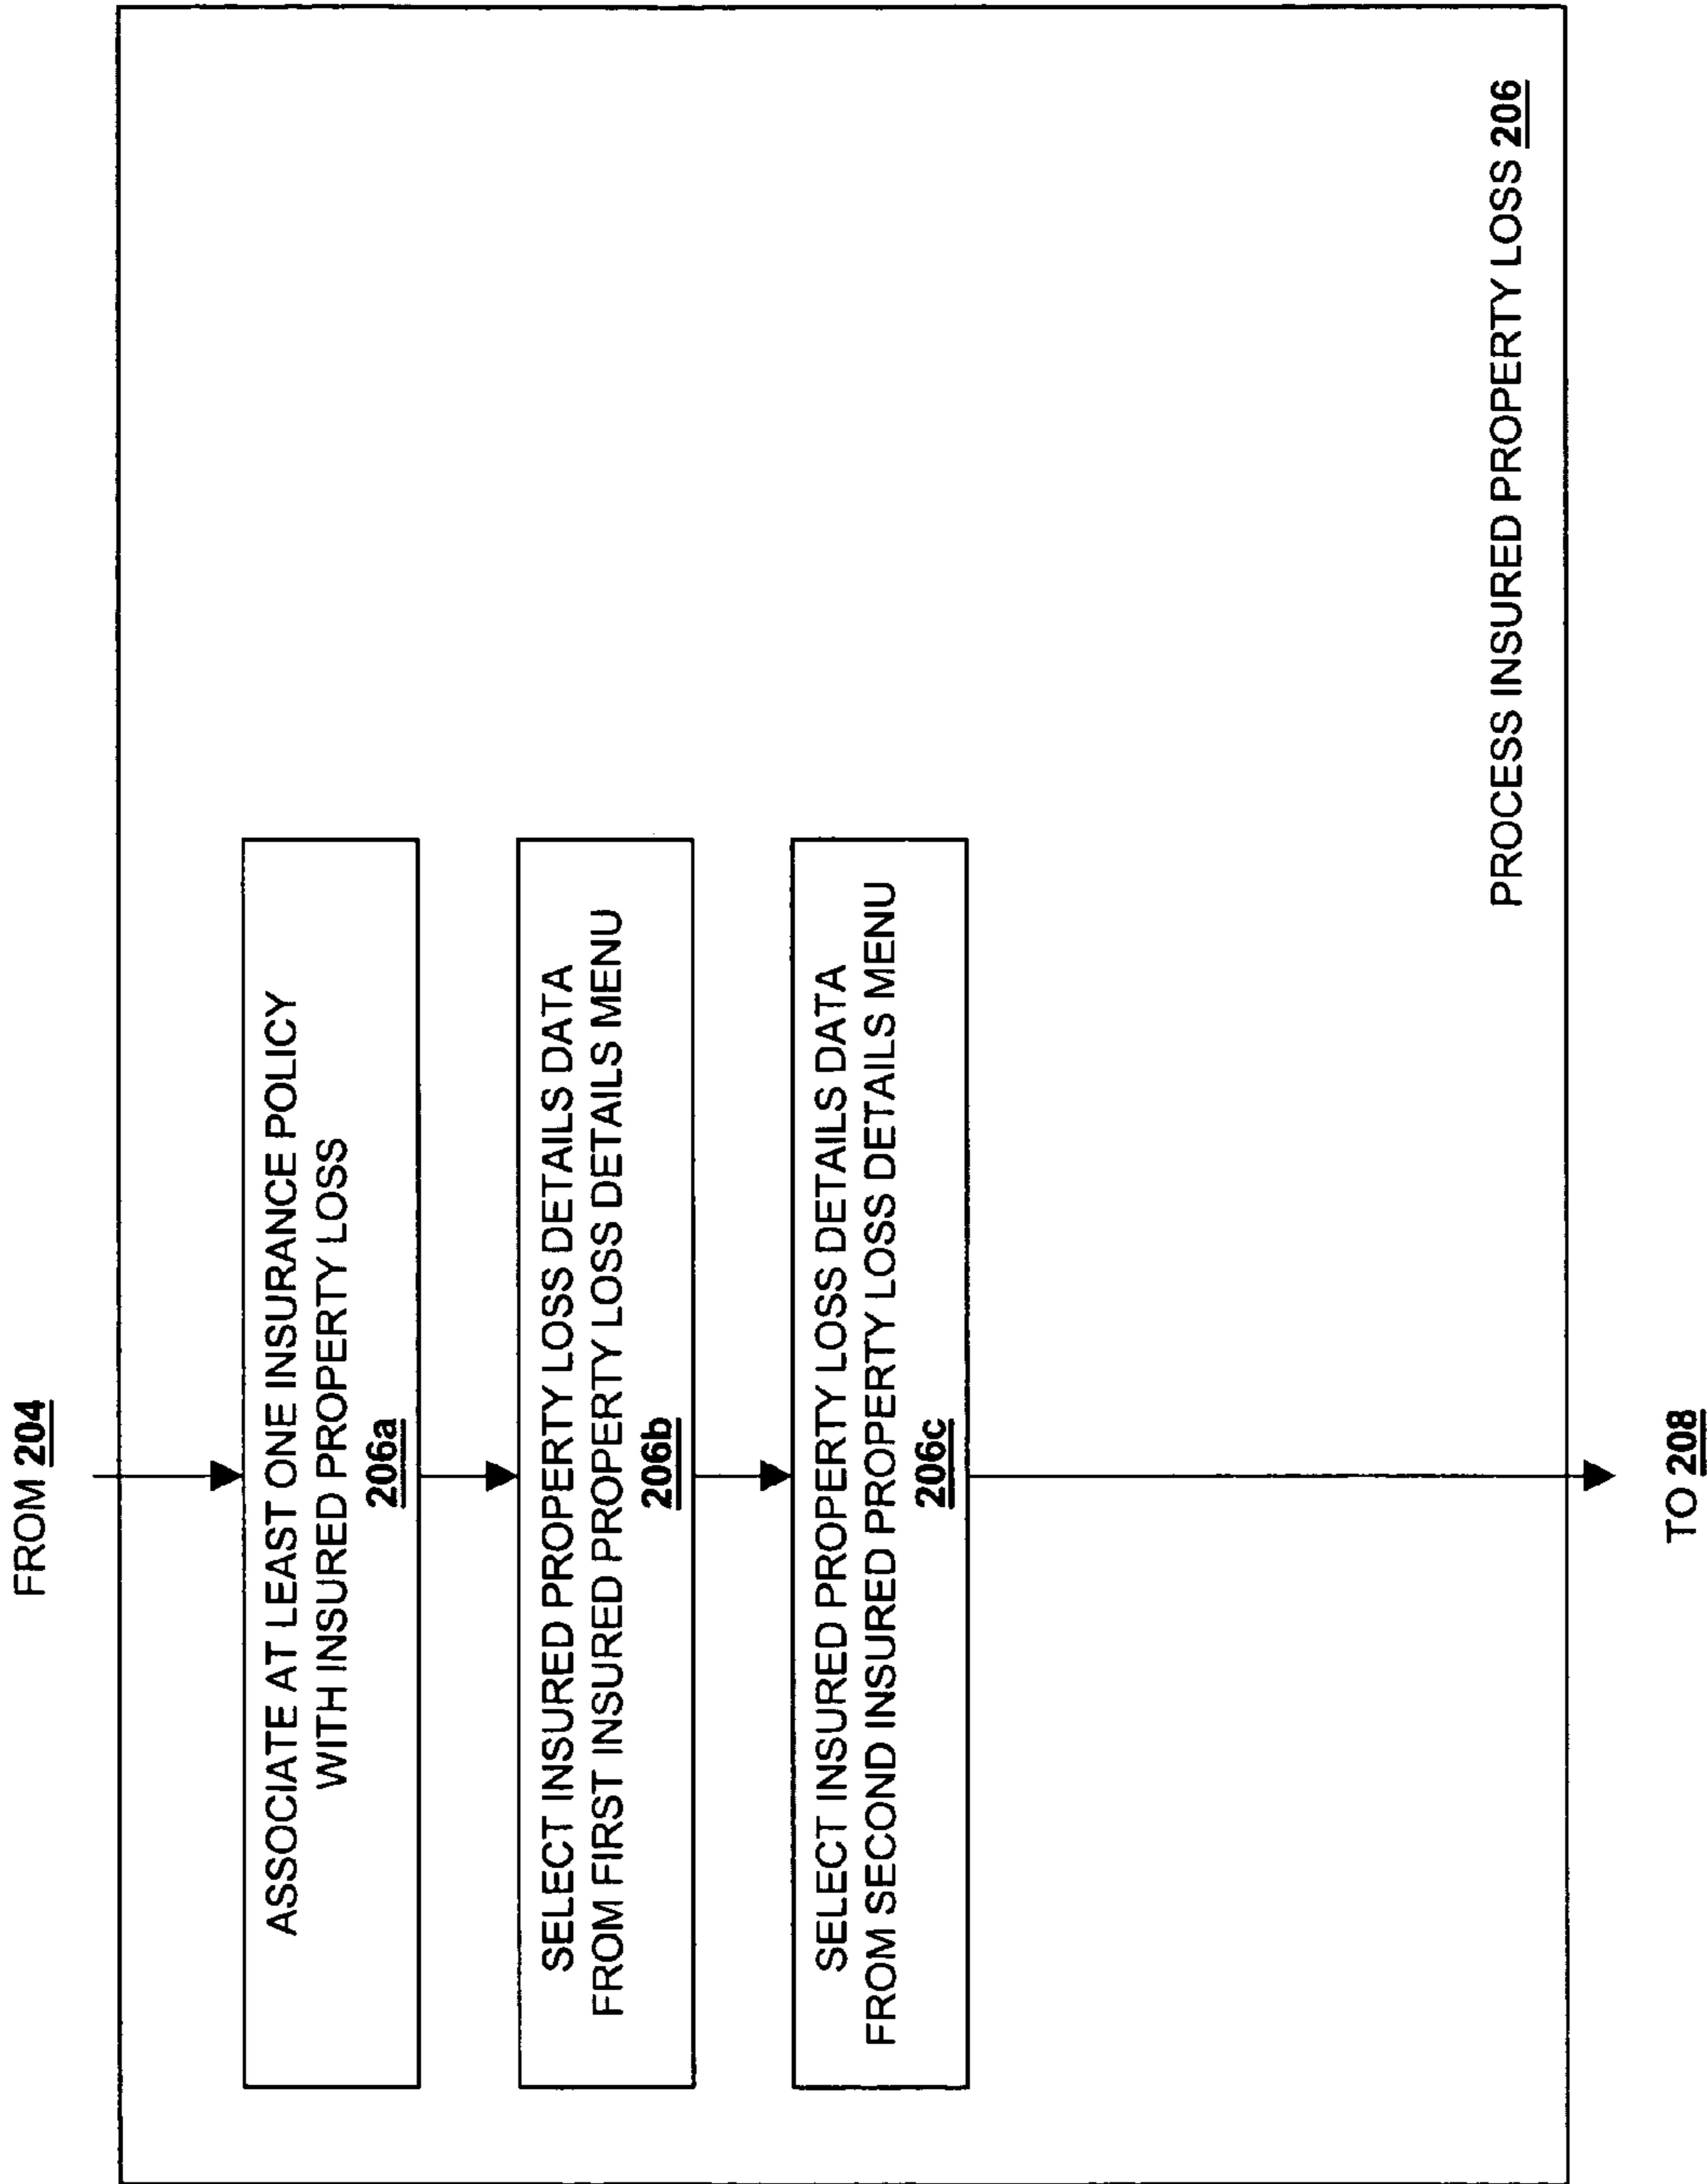 FROM 204
ASSOCIATE AT LEAST ONE INSURANCE POLICY
WITH INSURED PROPERTY LOSS
206a
SELECT INSURED PROPERTY LOSS DETAILS DATA
FROM FIRST INSURED PROPERTY LOSS DETAILS MENU
206b
SELECT INSURED PROPERTY LOSS DETAILS DATA
FROM SECOND INSURED PROPERTY LOSS DETAILS MENU
206c
PROCESS INSURED PROPERTY LOSS 206
TO 208